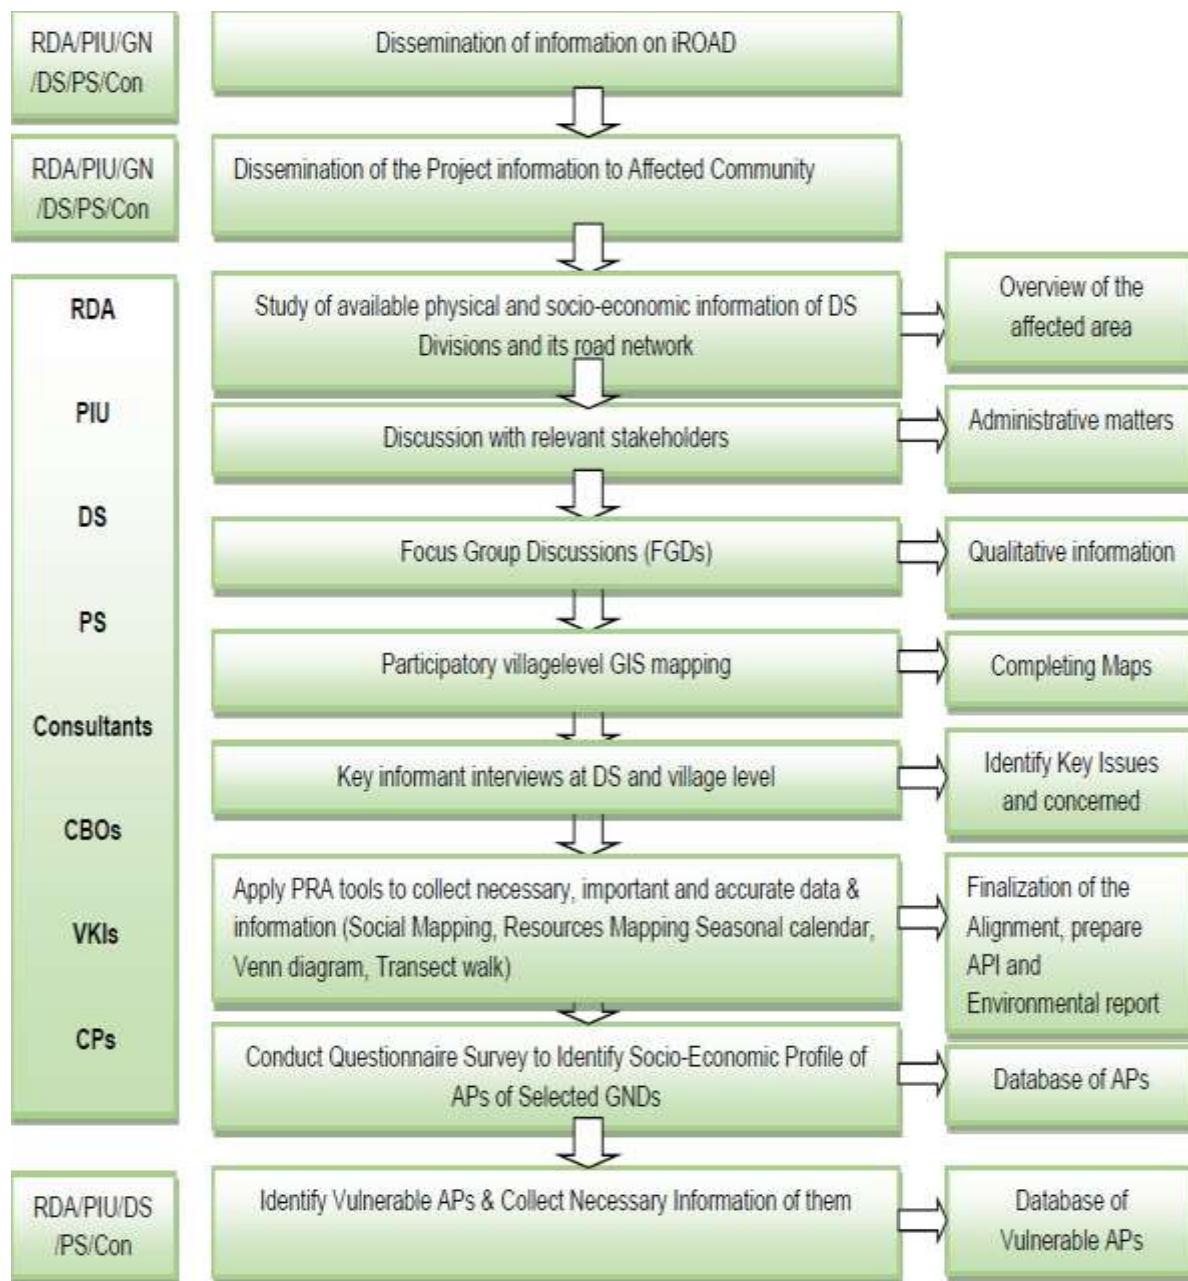 RDA/PIU/GN
/DS/PS/Con
Dissemination of information on iROAD
RDA/PIU/GN
/DS/PS/Con
Dissemination of the Project information to Affected Community
RDA
PIU
DS
PS
Consultants
CBOs
VKIs
CPs
Study of available physical and socio-economic information of DS
Divisions and its road network
Overview of the
affected area
Discussion with relevant stakeholders
Administrative matters
Focus Group Discussions (FGDs)
Qualitative information
Participatory villagelevel GIS mapping
Completing Maps
Key informant interviews at DS and village level
Identify Key Issues
and concerned
Apply PRA tools to collect necessary, important and accurate data &
information (Social Mapping, Resources Mapping Seasonal calendar,
Venn diagram, Transect walk)
Finalization of the
Alignment, prepare
API and
Environmental report
Conduct Questionnaire Survey to Identify Socio-Economic Profile of
APs of Selected GNDs
Database of APs
RDA/PIU/DS
/PS/Con
Identify Vulnerable APs & Collect Necessary Information of them
Database of
Vulnerable APs